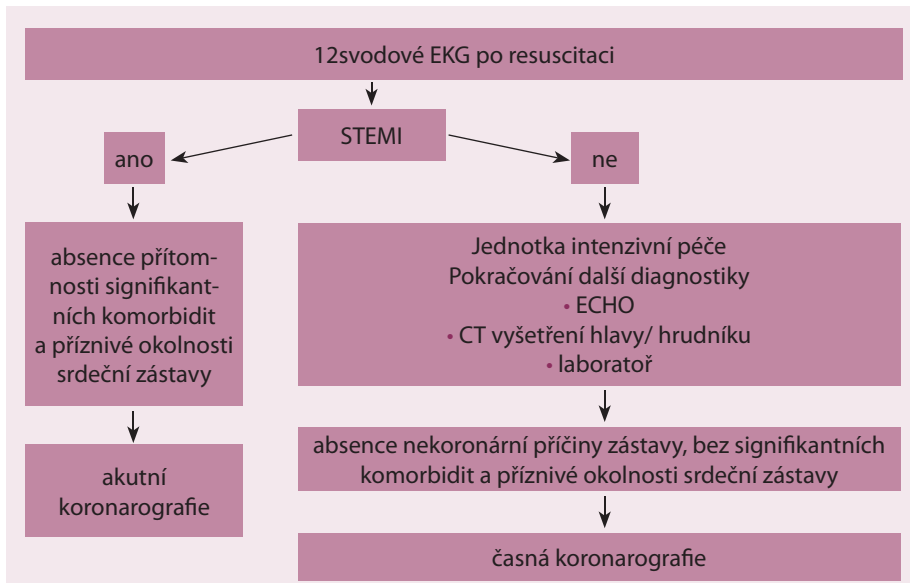 12svodové EKG po resuscitaci
STEMI
ano
ne
absence přítom-
nosti signifikant-
ních komorbidit
a příznivé okolnosti
srdeční zástavy
akutní
koronarografie
Jednotka intenzivní péče
Pokračování další diagnostiky
• ECHO
• CT vyšetření hlavy/ hrudníku
• laboratoř
absence nekoronární příčiny zástavy, bez signifikantních
komorbidit a příznivé okolnosti srdeční zástavy
časná koronarografie